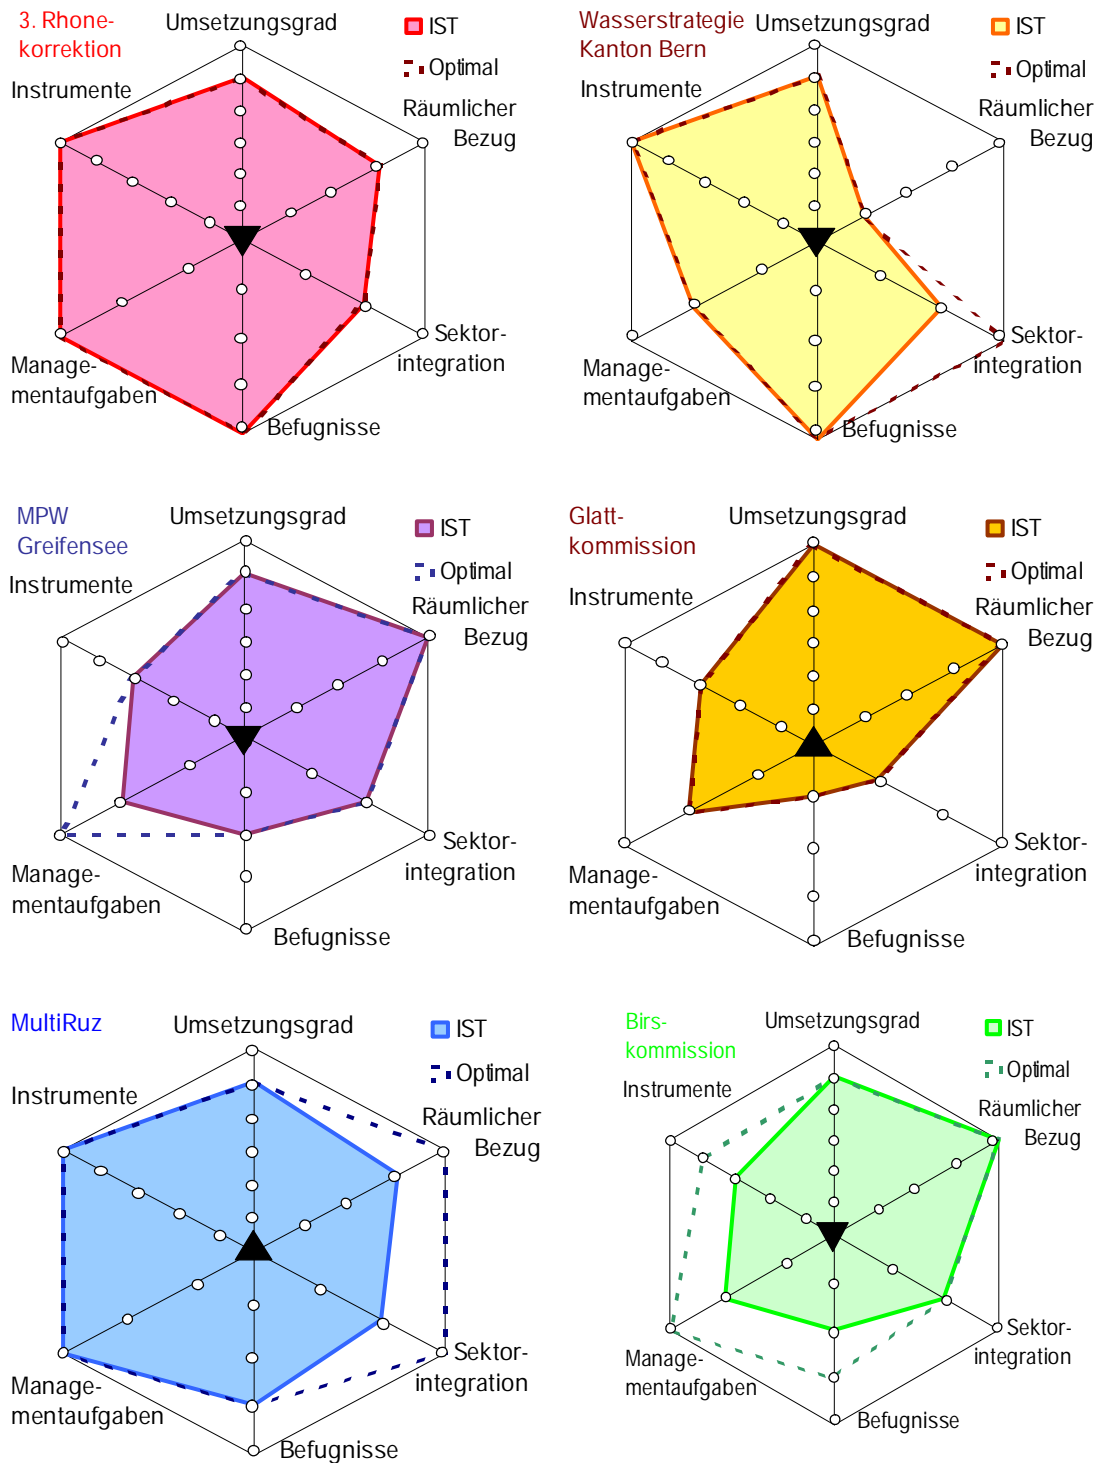 3. Rhone-
korrektion
Umsetzungsgrad
IST
Optimal
Instrumente
Räumlicher
Bezug
Sektor-
integration
Manage-
mentaufgaben
Befugnisse
Wasserstrategie
Kanton Bern
Umsetzungsgrad
IST
Optimal
Instrumente
Räumlicher
Bezug
Sektor-
integration
Manage-
mentaufgaben
Befugnisse
MPW
Greifensee
Umsetzungsgrad
IST
Optimal
Instrumente
Räumlicher
Bezug
Sektor-
integration
Manage-
mentaufgaben
Befugnisse
Glatt-
kommission
Umsetzungsgrad
IST
Optimal
Instrumente
Räumlicher
Bezug
Sektor-
integration
Manage-
mentaufgaben
Befugnisse
MultiRuz
Umsetzungsgrad
IST
Optimal
Instrumente
Räumlicher
Bezug
Sektor-
integration
Manage-
mentaufgaben
Befugnisse
Birs-
kommission
Umsetzungsgrad
IST
Optimal
Instrumente
Räumlicher
Bezug
Sektor-
integration
Manage-
mentaufgaben
Befugnisse